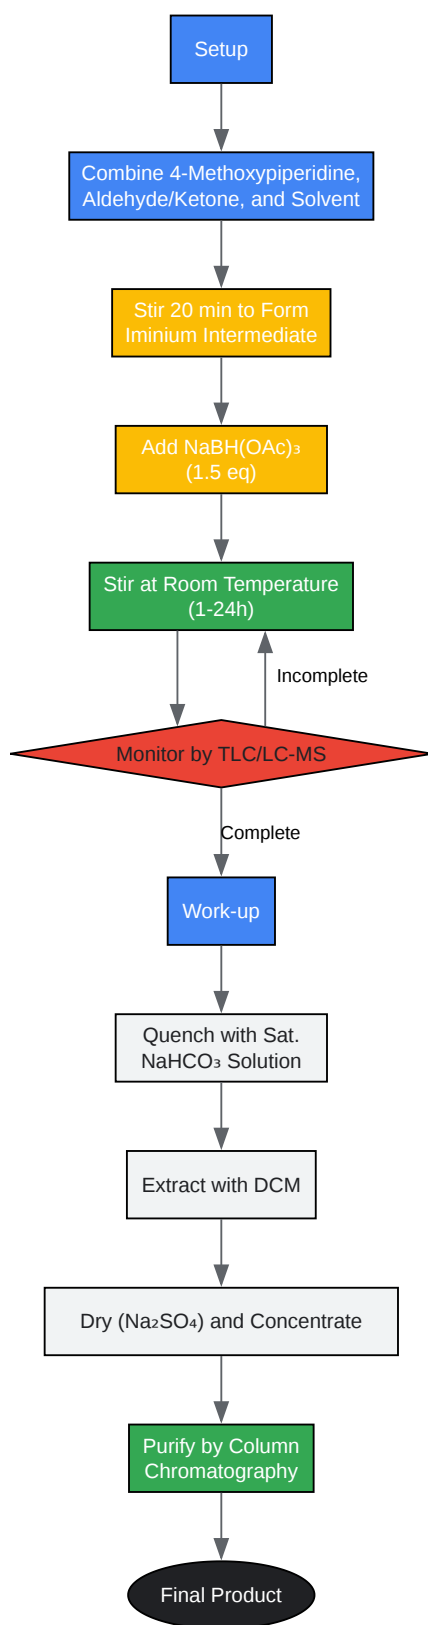 Setup
Combine 4-Methoxypiperidine,
Aldehyde/Ketone, and Solvent
Stir 20 min to Form
Iminium Intermediate
Add NaBH(OAc)₃
(1.5 eq)
Stir at Room Temperature
(1-24h)
Incomplete
Monitor by TLC/LC-MS
Complete
Work-up
Quench with Sat.
NaHCO₃ Solution
Extract with DCM
Dry (Na₂SO₄) and Concentrate
Purify by Column
Chromatography
Final Product